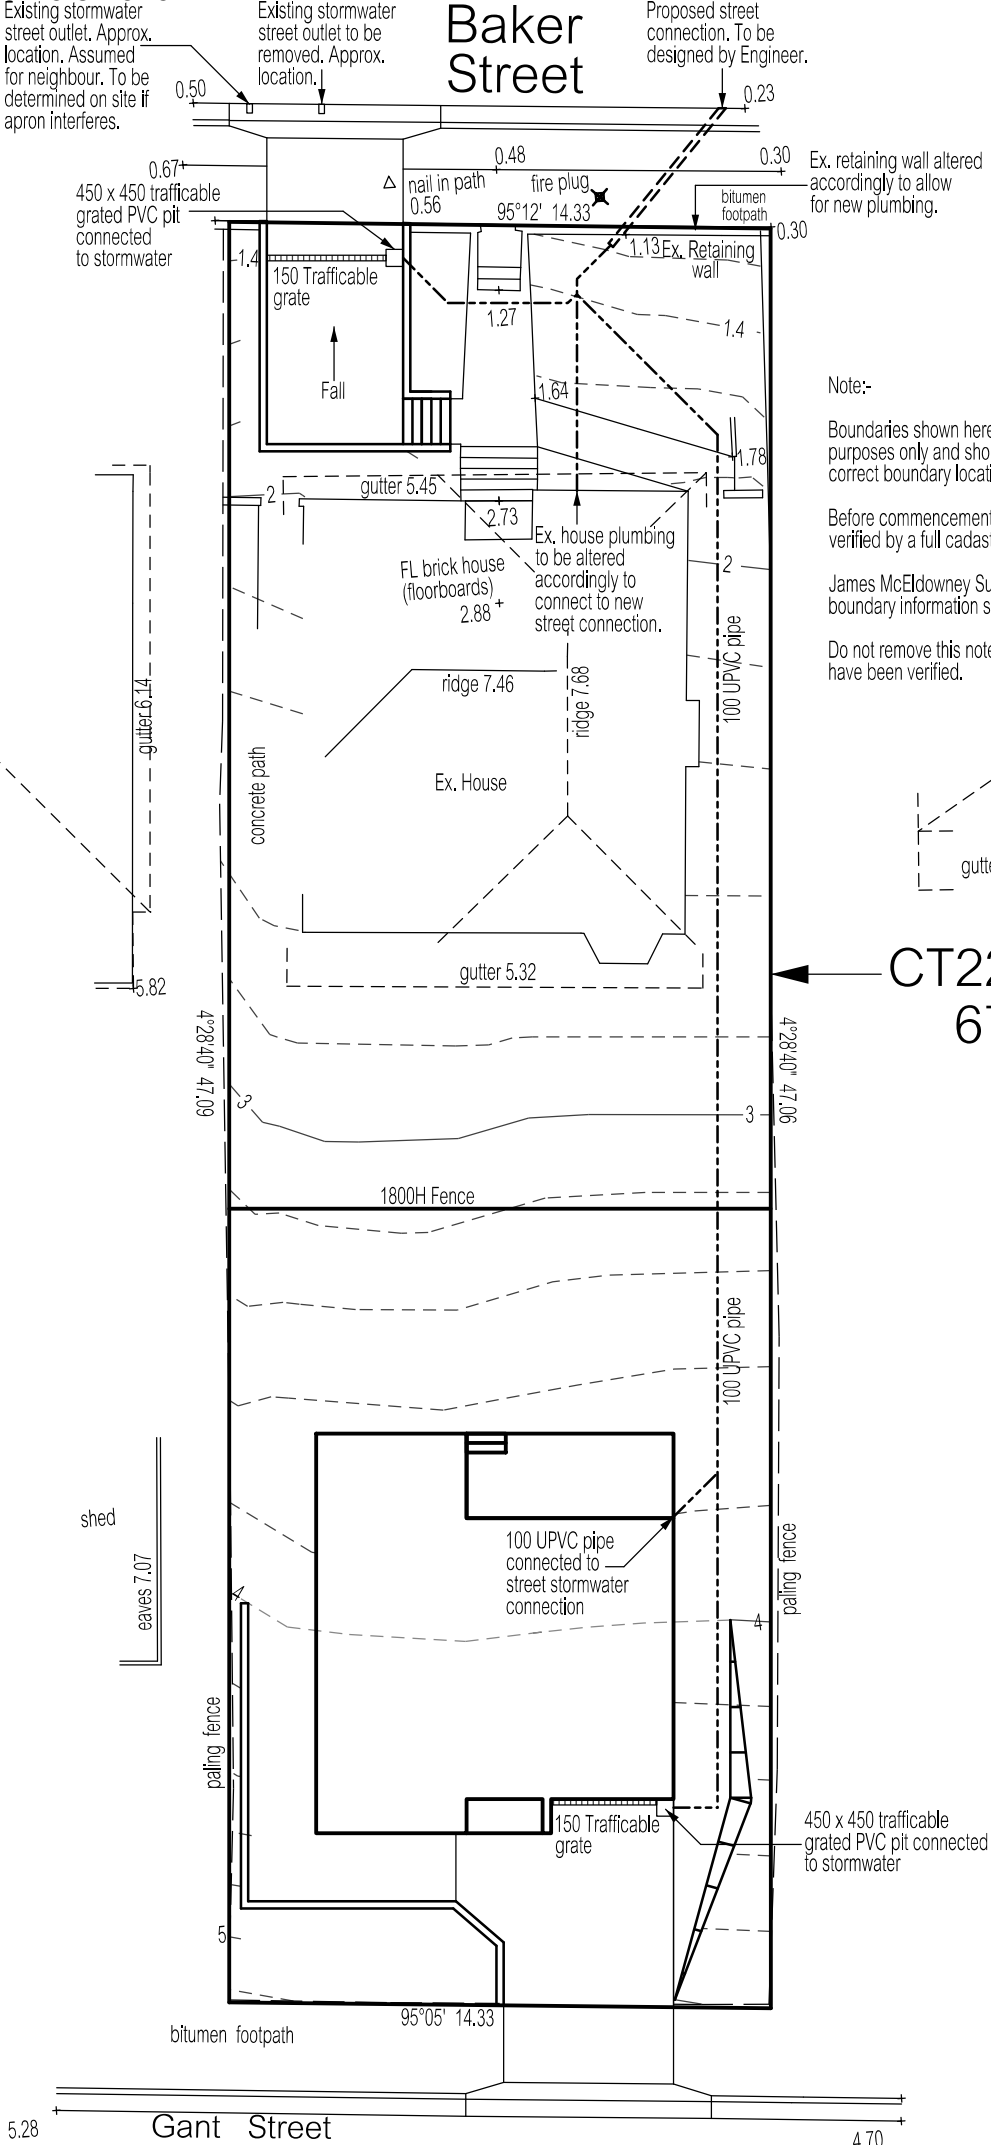 Existing stormwater
street outlet. Approx.
location. Assumed
for neighbour. To be
determined on site if
apron interferes.
Existing stormwater
street outlet to be
removed. Approx.
location.
Baker
Street
Proposed street
connection. To be
designed by Engineer.
0.50
0.23
0.67
0.48
0.30
450 x 450 trafficable
grated PVC pit
connected
to stormwater
nail in path
0.56
fire plug
95°12' 14.33
bitumen
footpath
0.30
Ex. retaining wall altered
accordingly to allow
for new plumbing.
1.4
150 Trafficable
grate
1.13
Ex. Retaining
wall
1.27
1.4
Fall
1.64
1.78
Note:-
Boundaries shown here
purposes only and sho
correct boundary locati
Before commencement
verified by a full cadast
James McEldowney Su
boundary information s
Do not remove this note
have been verified.
2
gutter 5.45
2.73
Ex. house plumbing
to be altered
accordingly to
connect to new
street connection.
FL brick house
(floorboards)
2.88
2
100 UPVC pipe
gutter 6.14
ridge 7.46
ridge 7.68
concrete path
Ex. House
gutte
gutter 5.32
5.82
CT22
67
4°28'40" 47.09
4°28'40" 47.06
3
3
1800H Fence
100 UPVC pipe
shed
eaves 7.07
100 UPVC pipe
connected to
street stormwater
connection
paling fence
4
4
paling fence
150 Trafficable
grate
450 x 450 trafficable
grated PVC pit connected
to stormwater
5
95°05' 14.33
bitumen footpath
5.28
Gant Street
4.70